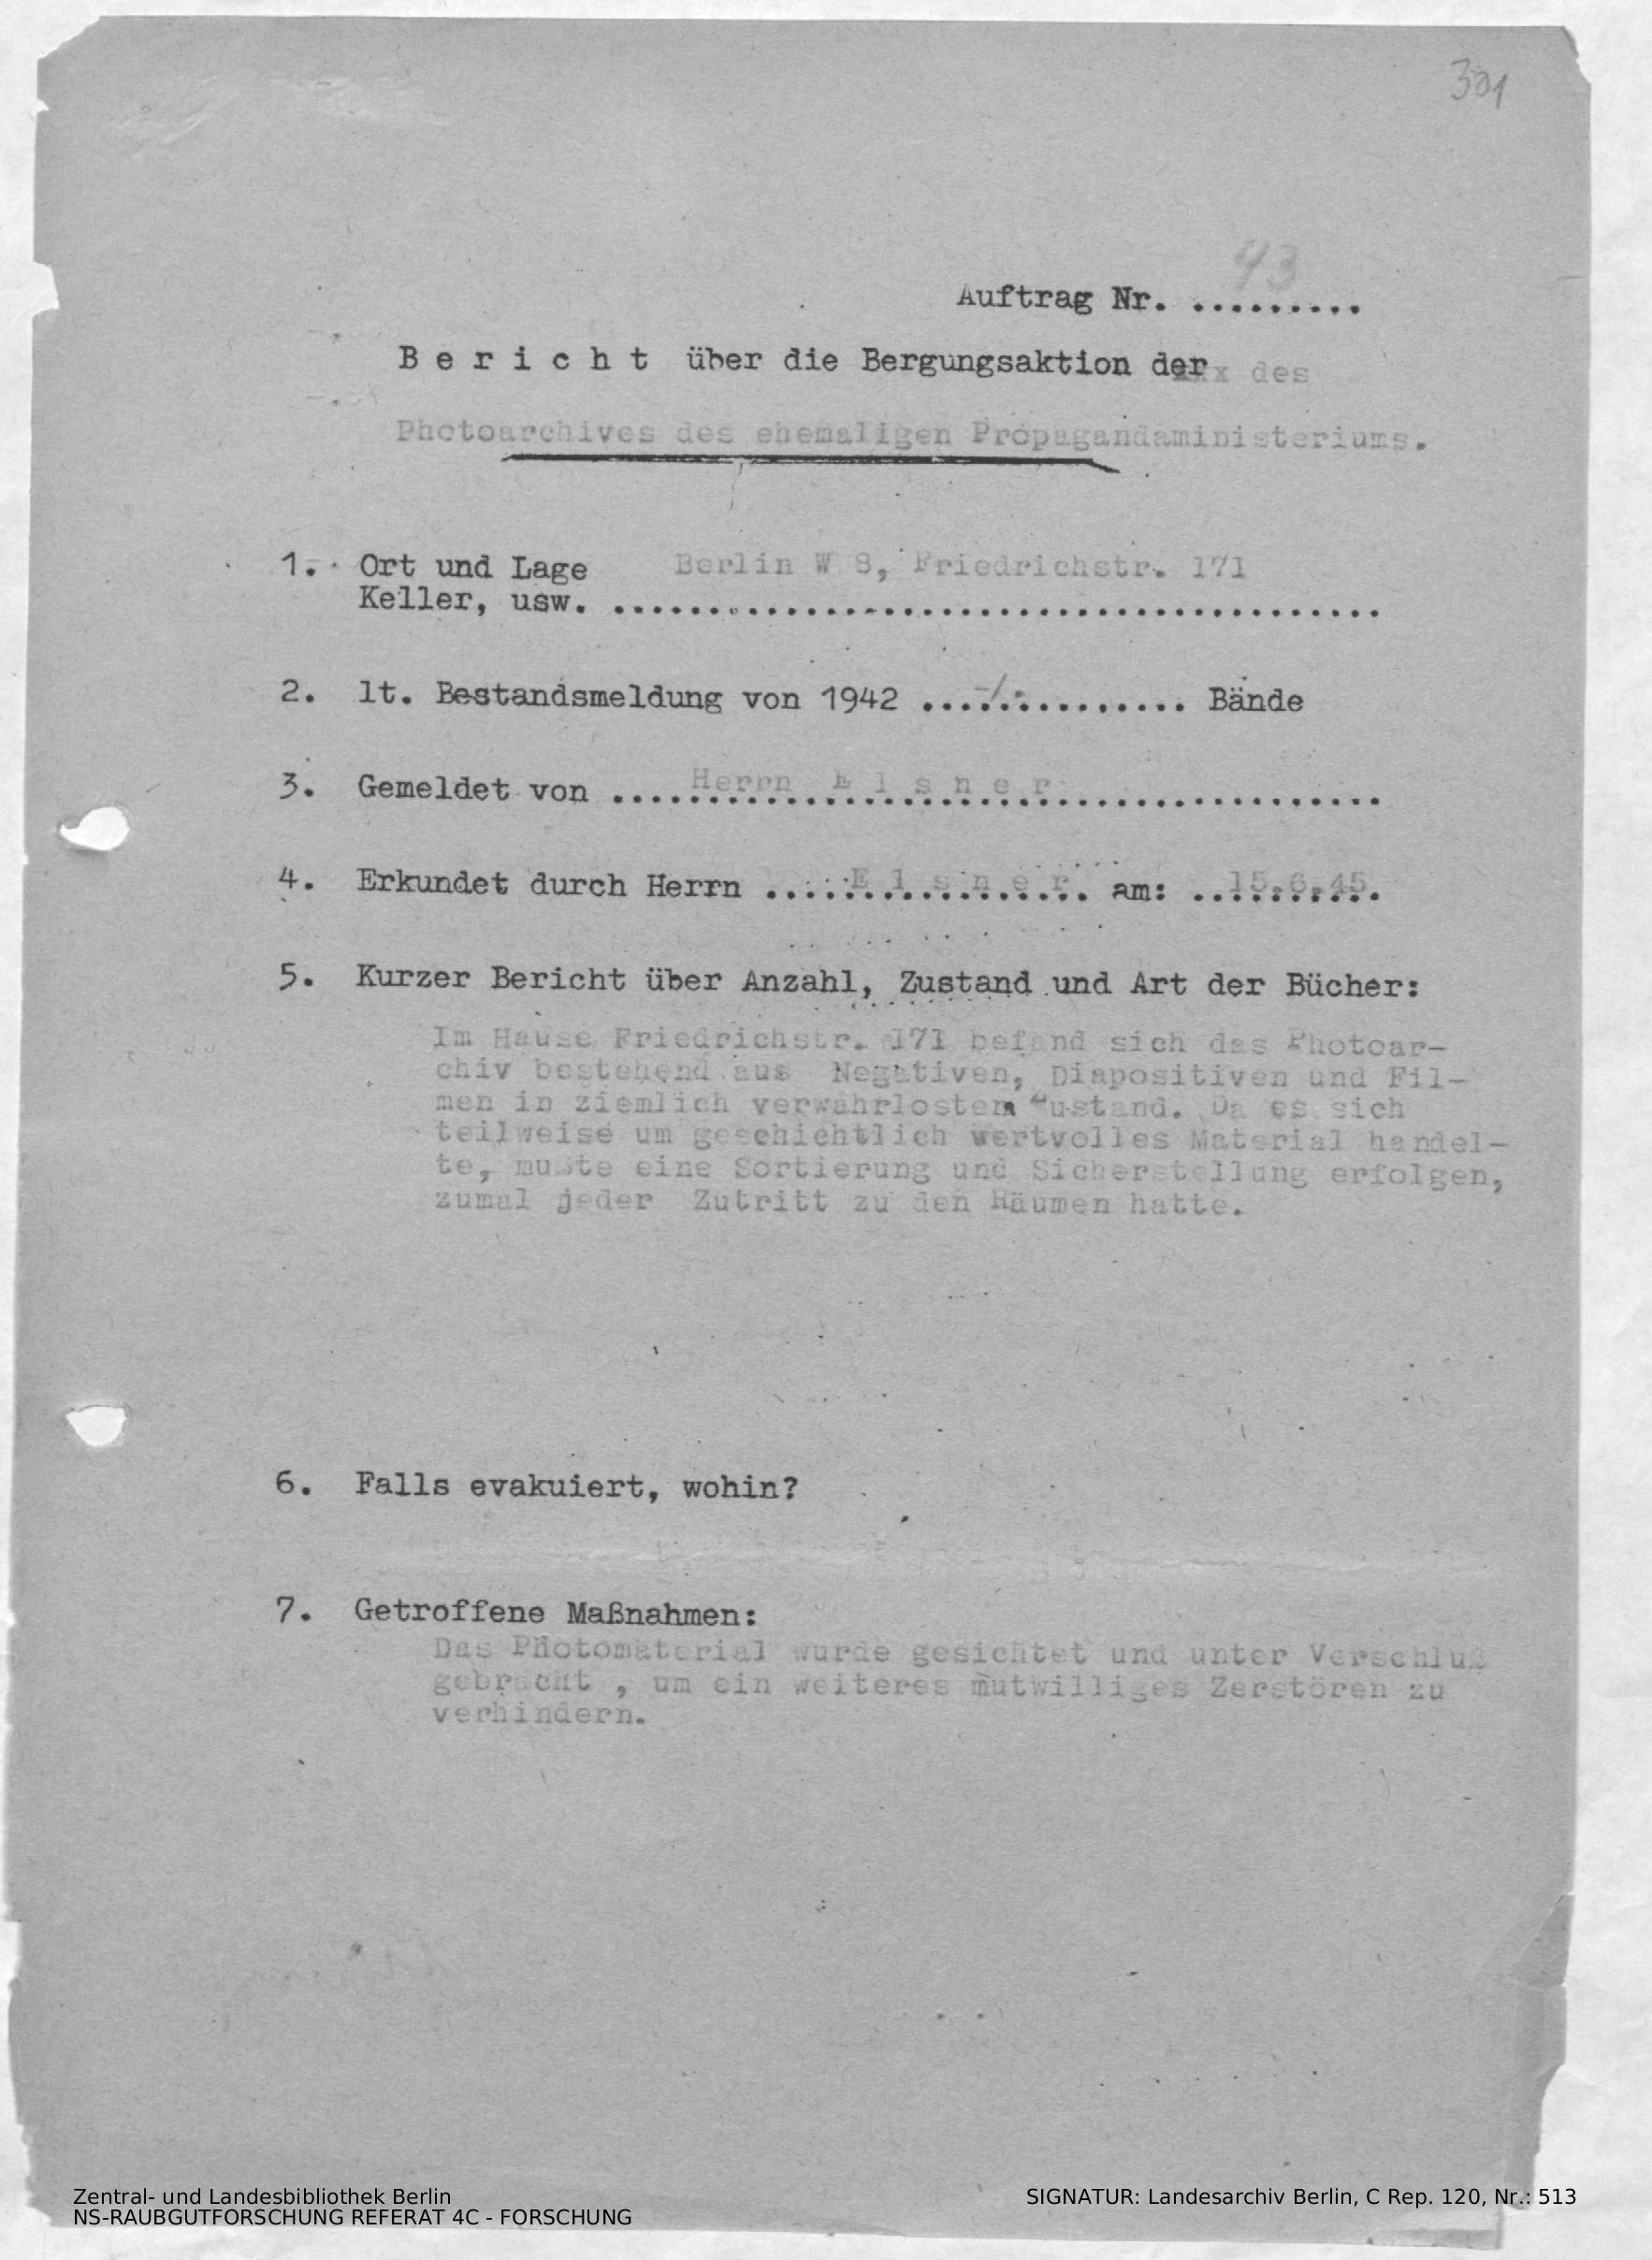 301
43
Auftrag Nr. .........
B e r i c h t über die Bergungsaktion der des
Photoarchives des ehemaligen Propagandaministeriums.
1. Ort und Lage Berlin W 8, Friedrichstr. 171
Keller, usw. ........................................
2. lt. Bestandsmeldung von 1942 ....-/.......... Bände
3. Gemeldet von ....Herrn E l s n e r....................
4. Erkundet durch Herrn ....E l s n e r. am: ..15.6.45.
5. Kurzer Bericht über Anzahl, Zustand und Art der Bücher:
Im Hause Friedrichstr. 171 befand sich das Photoar-
chiv bestehend aus Negativen, Diapositiven und Fil-
men in ziemlich verwahrlostem Zustand. Da es sich
teilweise um geschichtlich wertvolles Material handel-
te, mußte eine Sortierung und Sicherstellung erfolgen,
zumal jeder Zutritt zu den Räumen hatte.
6. Falls evakuiert, wohin?
7. Getroffene Maßnahmen:
Das Photomaterial wurde gesichtet und unter Verschluß
gebracht , um ein weiteres mutwilliges Zerstören zu
verhindern.
Zentral- und Landesbibliothek Berlin
NS-RAUBGUTFORSCHUNG REFERAT 4C - FORSCHUNG
SIGNATUR: Landesarchiv Berlin, C Rep. 120, Nr.: 513